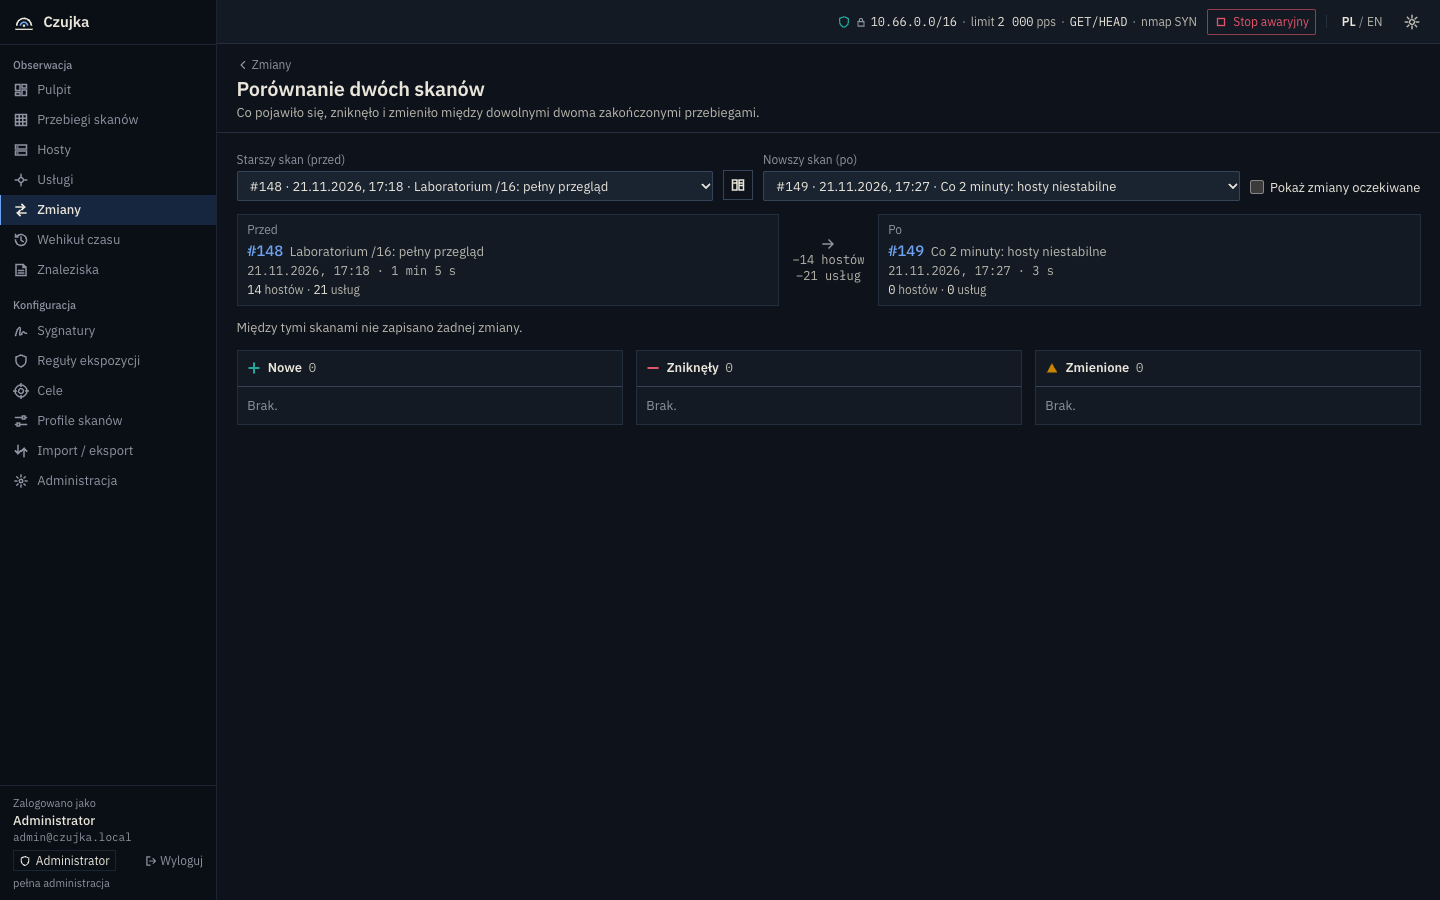 Czujka
10.66.0.0/16 · limit 2 000 pps · GET/HEAD · nmap SYN
Stop awaryjny
PL / EN
Obserwacja
Pulpit
Przebiegi skanów
Hosty
Usługi
Zmiany
Wehikuł czasu
Znaleziska
Konfiguracja
Sygnatury
Reguły ekspozycji
Cele
Profile skanów
Import / eksport
Administracja
Zalogowano jako
Administrator
admin@czujka.local
Administrator
Wyloguj
pełna administracja
Zmiany
Porównanie dwóch skanów
Co pojawiło się, zniknęło i zmieniło między dowolnymi dwoma zakończonymi przebiegami.
Starszy skan (przed)
#148 · 21.11.2026, 17:18 · Laboratorium /16: pełny przegląd
Nowszy skan (po)
#149 · 21.11.2026, 17:27 · Co 2 minuty: hosty niestabilne
Pokaż zmiany oczekiwane
Przed
#148 Laboratorium /16: pełny przegląd
21.11.2026, 17:18 · 1 min 5 s
14 hostów · 21 usług
→
−14 hostów
−21 usług
Po
#149 Co 2 minuty: hosty niestabilne
21.11.2026, 17:27 · 3 s
0 hostów · 0 usług
Między tymi skanami nie zapisano żadnej zmiany.
Nowe 0
Brak.
Zniknęły 0
Brak.
Zmienione 0
Brak.